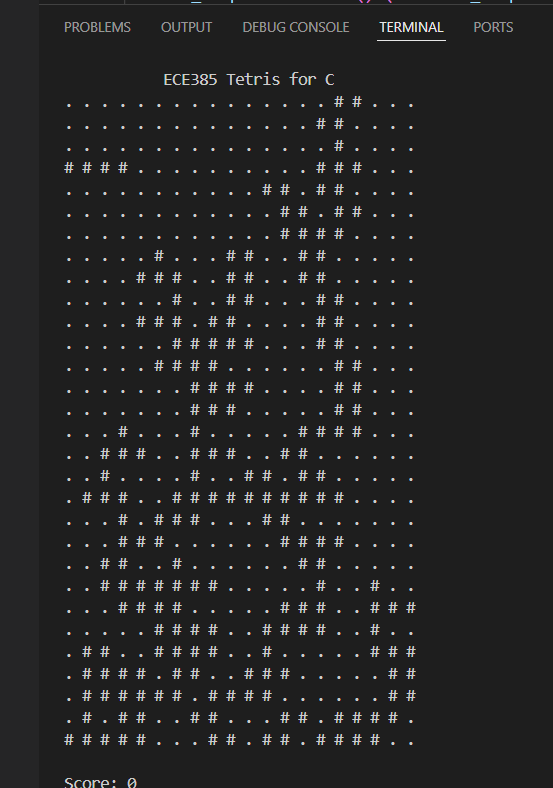 PROBLEMS OUTPUT DEBUG CONSOLE TERMINAL PORTS
ECE385 Tetris for C
. . . . . . . . . . . . . . . # # . . .
. . . . . . . . . . . . . . # # . . . .
. . . . . . . . . . . . . . . # . . . .
# # # # . . . . . . . . . . # # # . . .
. . . . . . . . . . . # # . # # . . . .
. . . . . . . . . . . . # # . # # . . .
. . . . . . . . . . . . # # # # . . . .
. . . . . # . . . # # . . # # . . . . .
. . . . # # # . . # # . . # # . . . . .
. . . . . . # . . # # . . . # # . . . .
. . . . # # # . # # . . . . # # . . . .
. . . . . . # # # # # . . . # # . . . .
. . . . . # # # # . . . . . . # # . . .
. . . . . . . # # # # . . . . # # . . .
. . . . . . . # # # . . . . . # # . . .
. . . # . . . # . . . . . # # # # . . .
. . # # # . . # # # . . # # . . . . . .
. . # . . . . # . . # # . # # . . . . .
. # # # . . # # # # # # # # # # . . . .
. . . # . # # # . . . # # . . . . . . .
. . . # # # . . . . . . # # # # . . . .
. . # # . . # . . . . . . # # . . . . .
. . # # # # # # # . . . . . # . . # . .
. . . # # # # . . . . . # # # . . # # #
. . . . . # # # # . . # # # # . . # . .
. # # . . # # # # . . # . . . . . # # #
. # # # # . # # . . # # # . . . . . # #
. # # # # # # . # # # # . . . . . . # #
. # . # # . . # # . . . # # . # # # # .
# # # # # . . . # # . # # . # # # # . .
Score: 0